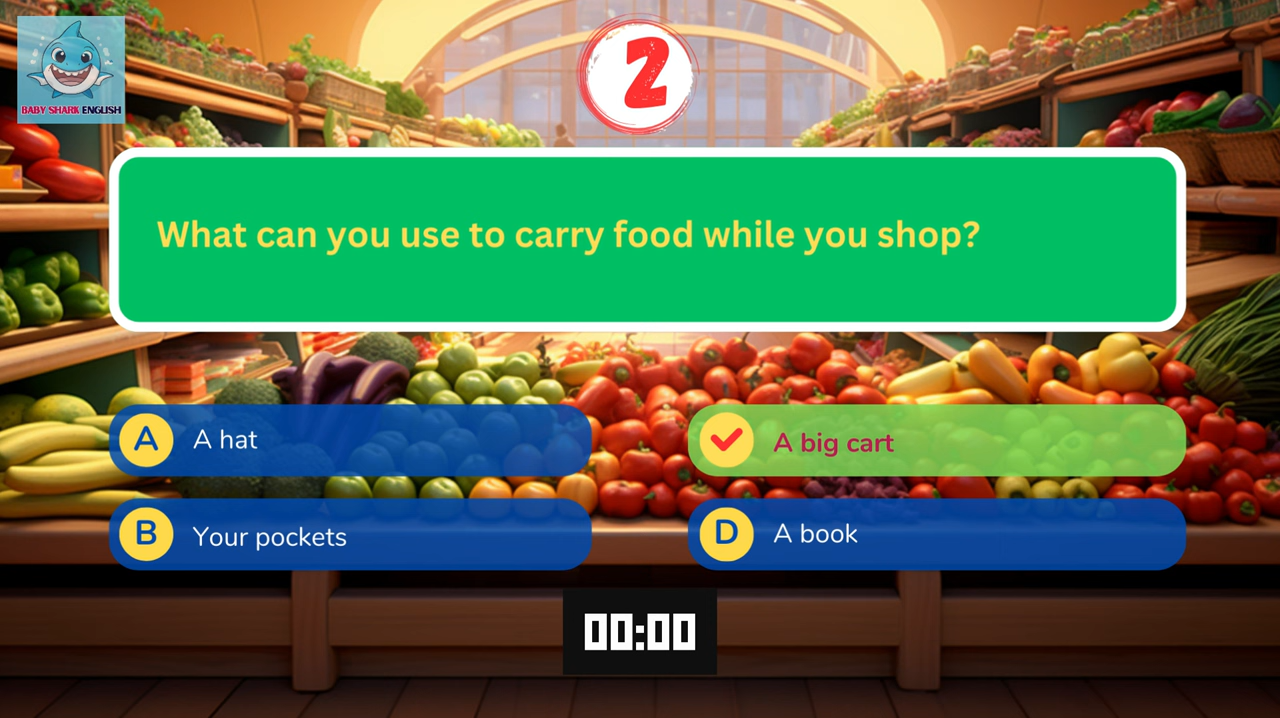 BABY SHARK ENGLISH
2
What can you use to carry food while you shop?
A A hat
B Your pockets
A big cart
D A book
00:00